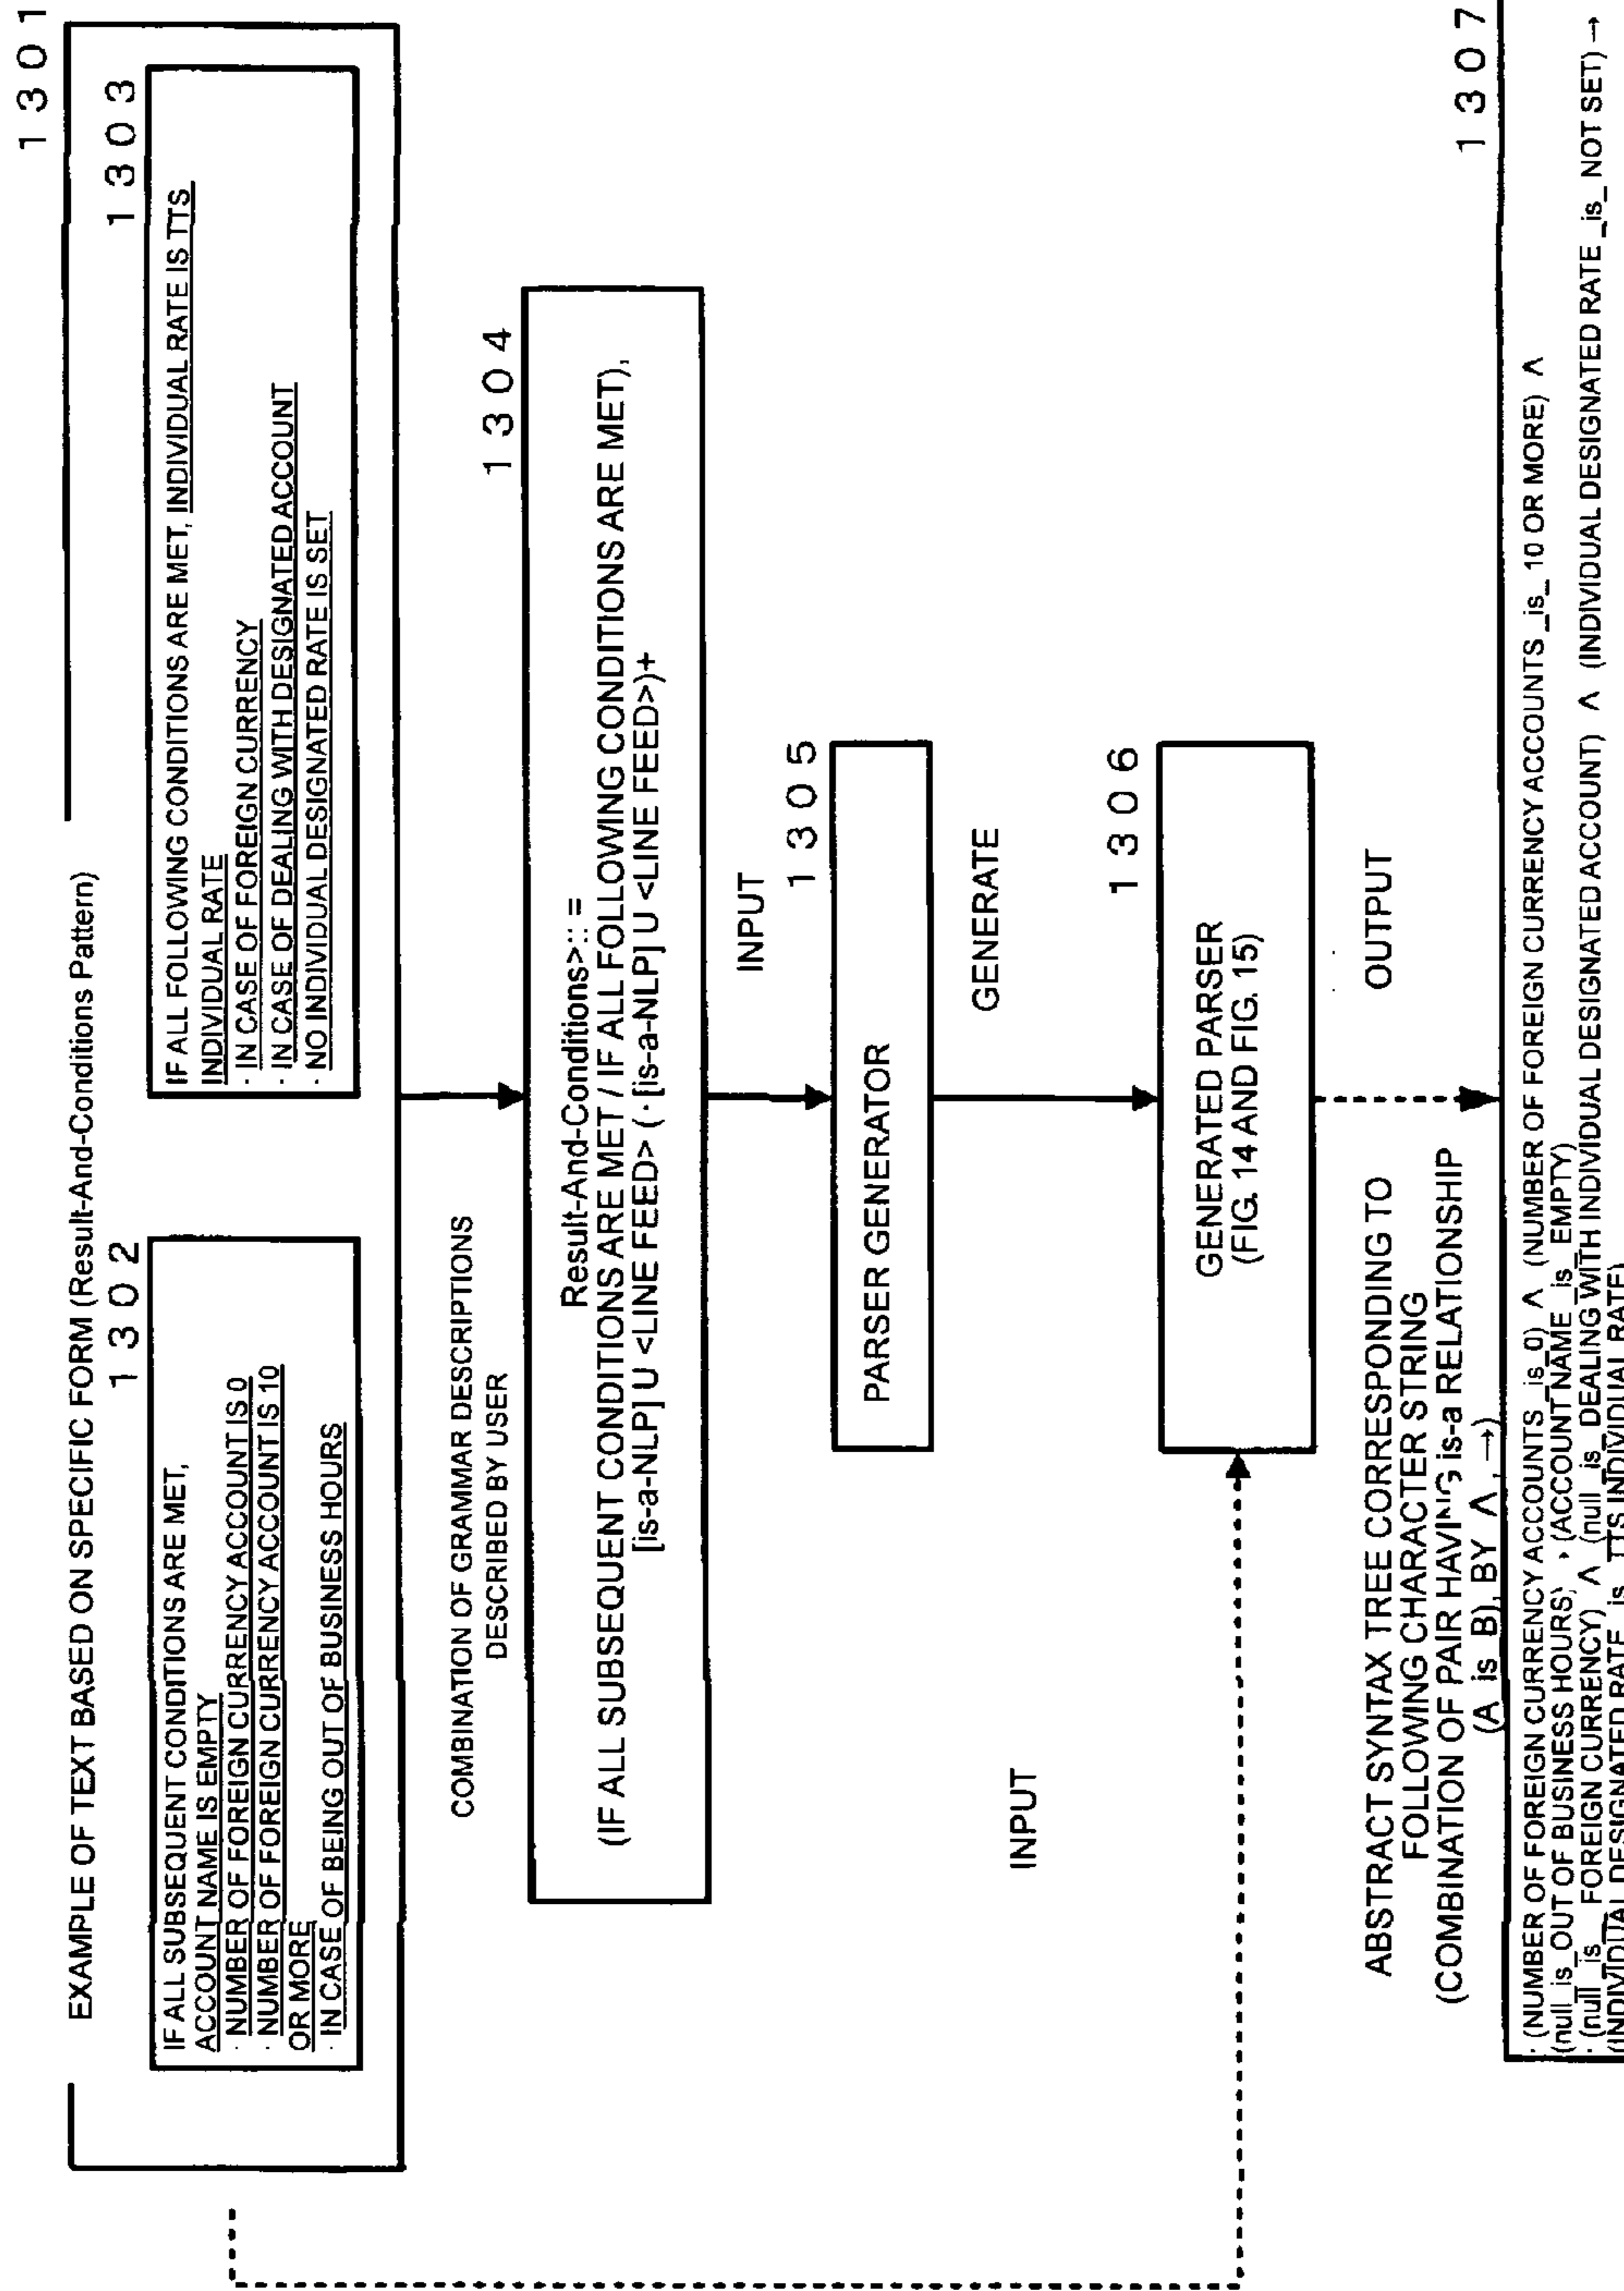 EXAMPLE OF TEXT BASED ON SPECIFIC FORM (Result-And-Conditions Pattern)
1301
1302
IF ALL SUBSEQUENT CONDITIONS ARE MET,
ACCOUNT NAME IS EMPTY
· NUMBER OF FOREIGN CURRENCY ACCOUNT IS 0
· NUMBER OF FOREIGN CURRENCY ACCOUNT IS 10
OR MORE
· IN CASE OF BEING OUT OF BUSINESS HOURS
1303
IF ALL FOLLOWING CONDITIONS ARE MET, INDIVIDUAL RATE IS TTS
INDIVIDUAL RATE
· IN CASE OF FOREIGN CURRENCY
· IN CASE OF DEALING WITH DESIGNATED ACCOUNT
· NO INDIVIDUAL DESIGNATED RATE IS SET
COMBINATION OF GRAMMAR DESCRIPTIONS
DESCRIBED BY USER
1304
Result-And-Conditions>:: =
(IF ALL SUBSEQUENT CONDITIONS ARE MET / IF ALL FOLLOWING CONDITIONS ARE MET),
[is-a-NLP] U <LINE FEED> (· [is-a-NLP] U <LINE FEED>)+
INPUT
1305
PARSER GENERATOR
GENERATE
1306
GENERATED PARSER
(FIG. 14 AND FIG. 15)
INPUT
OUTPUT
ABSTRACT SYNTAX TREE CORRESPONDING TO
FOLLOWING CHARACTER STRING
(COMBINATION OF PAIR HAVING is-a RELATIONSHIP
(A is B), BY Λ, →)
1307
· (NUMBER OF FOREIGN CURRENCY ACCOUNTS _is_0) Λ (NUMBER OF FOREIGN CURRENCY ACCOUNTS _is_ 10 OR MORE) Λ
(null_is_ OUT OF BUSINESS HOURS) (ACCOUNT NAME _is_ EMPTY)
· (null_is_ FOREIGN CURRENCY) Λ (null_is_ DEALING WITH INDIVIDUAL DESIGNATED ACCOUNT) Λ (INDIVIDUAL DESIGNATED RATE _is_ NOT SET) →
(INDIVIDUAL DESIGNATED RATE _is_ TTS INDIVIDUAL RATE)